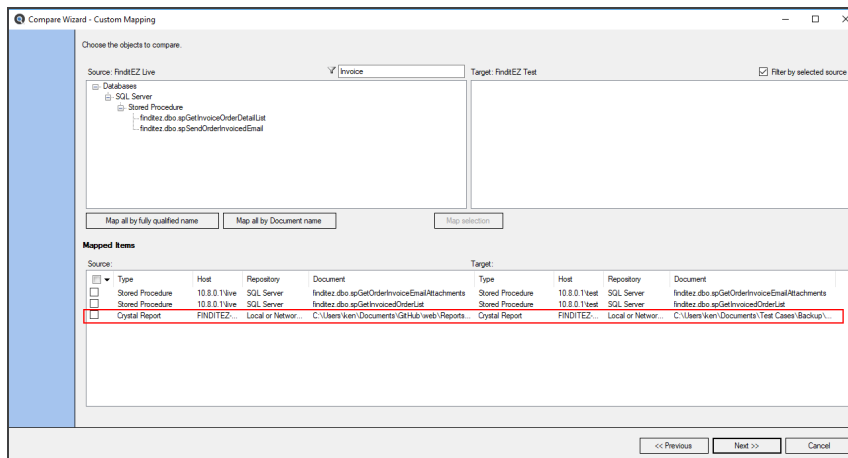 Compare Wizard - Custom Mapping
Choose the objects to compare.
Source: FinditEZ Live Invoice Target: FinditEZ Test Filter by selected source
Databases
SQL Server
Stored Procedure
finditez.dbo.spGetInvoiceOrderDetailList
finditez.dbo.spSendOrderInvoicedEmail
Map all by fully qualified name Map all by Document name Map selection
Mapped Items
Source: Target:
Type Host Repository Document Type Host Repository Document
Stored Procedure 10.8.0.1\live SQL Server finditez.dbo.spGetOrderInvoiceEmailAttachments Stored Procedure 10.8.0.1\test SQL Server finditez.dbo.spGetOrderInvoiceEmailAttachments
Stored Procedure 10.8.0.1\live SQL Server finditez.dbo.spGetInvoicedOrderList Stored Procedure 10.8.0.1\test SQL Server finditez.dbo.spGetInvoicedOrderList
Crystal Report FINDITEZ-... Local or Networ... C:\Users\ken\Documents\GitHub\web\Reports... Crystal Report FINDITEZ-... Local or Networ... C:\Users\ken\Documents\Test Cases\Backup\...
<< Previous Next >> Cancel